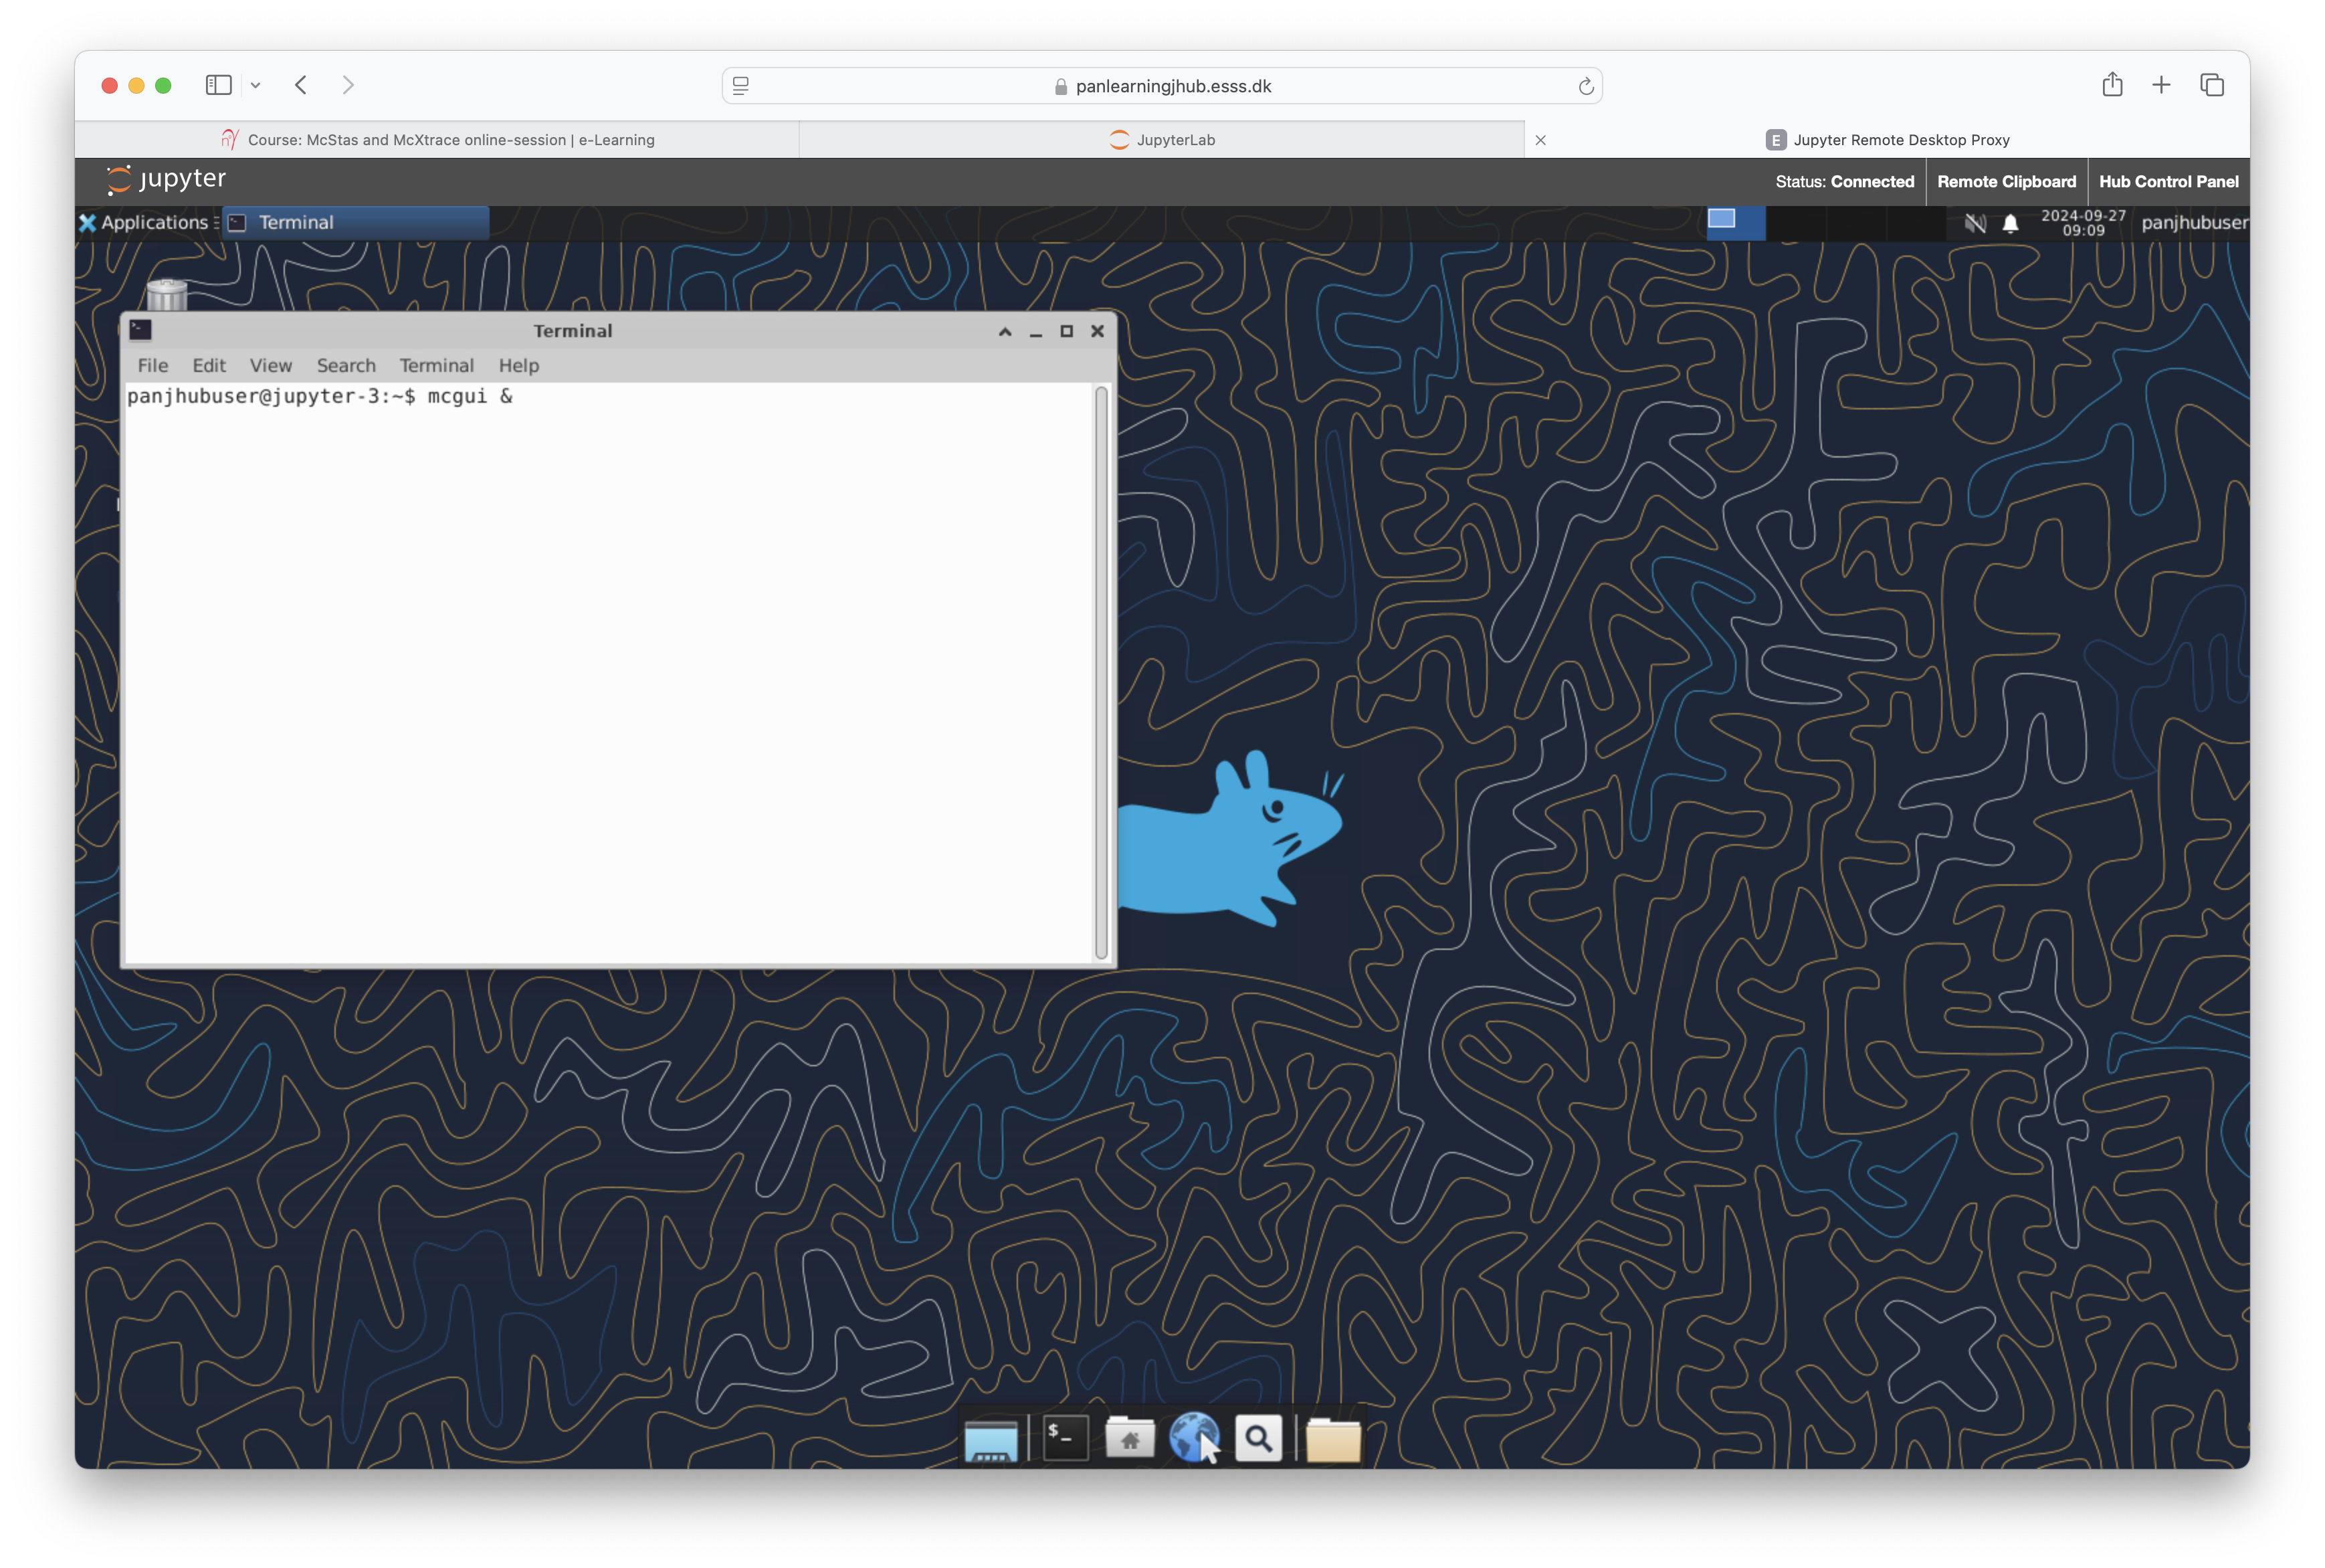 panlearningjhub.esss.dk
Course: McStas and McXtrace online-session | e-Learning
JupyterLab
E Jupyter Remote Desktop Proxy
jupyter
Status: Connected
Remote Clipboard
Hub Control Panel
Applications
Terminal
2024-09-27
09:09
panjhubuser
Terminal
File Edit View Search Terminal Help
panjhubuser@jupyter-3:~$ mcgui &
$_